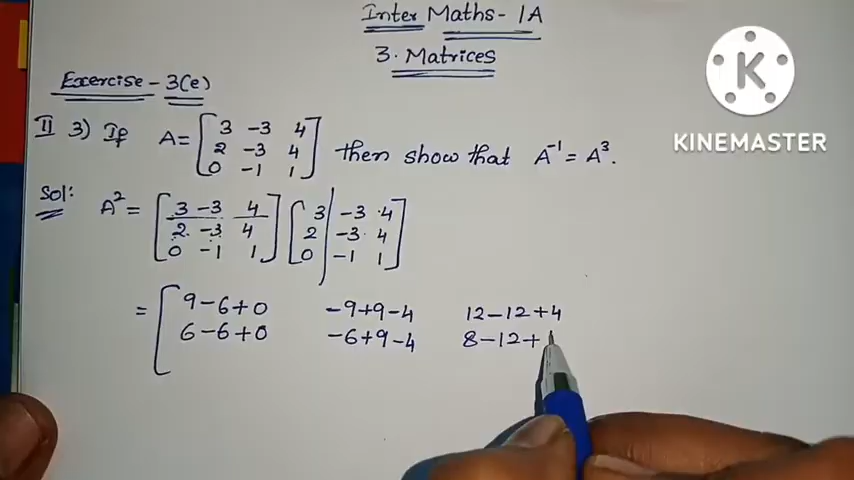 Inter Maths - 1A
3. Matrices
Exercise - 3(e)
II 3) If A = [ 3 -3 4
2 -3 4
0 -1 1 ] then show that A⁻¹ = A³.
Sol: A² = [ 3 -3 4
2 -3 4
0 -1 1 ] [ 3 -3 4
2 -3 4
0 -1 1 ]
= [ 9-6+0 -9+9-4 12-12+4
6-6+0 -6+9-4 8-12+
K
KINEMASTER